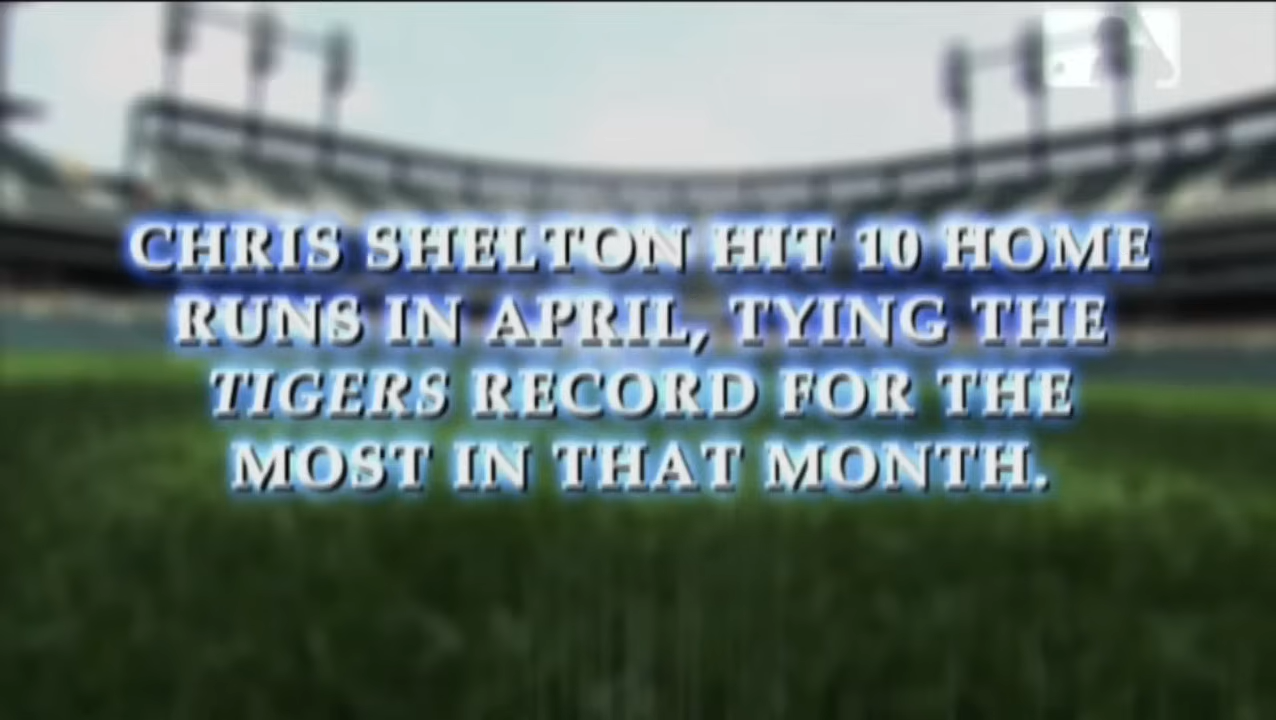 CHRIS SHELTON HIT 10 HOME
RUNS IN APRIL, TYING THE
TIGERS RECORD FOR THE
MOST IN THAT MONTH.